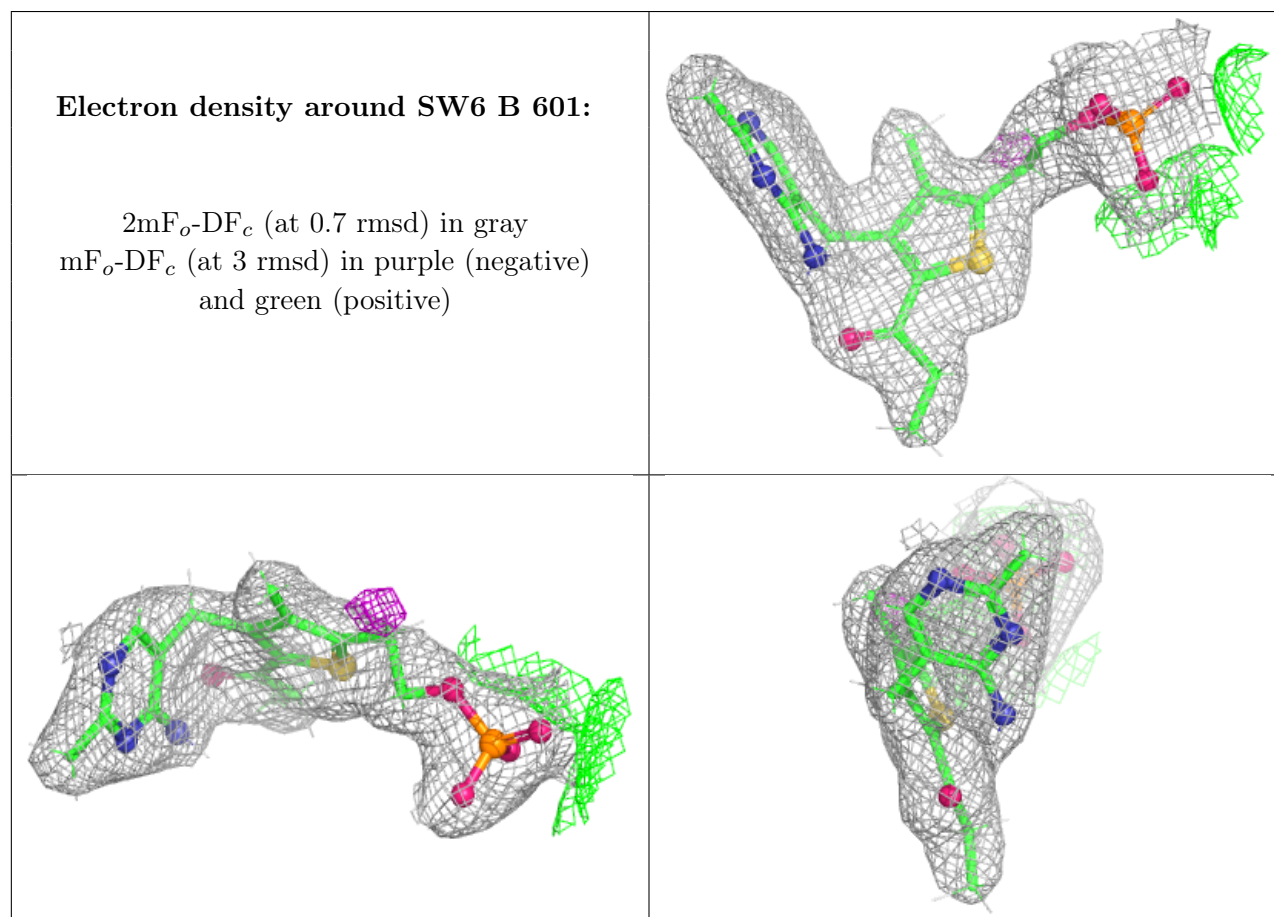 Electron density around SW6 B 601:
2mFₒ-DF𝒸 (at 0.7 rmsd) in gray
mFₒ-DF𝒸 (at 3 rmsd) in purple (negative)
and green (positive)